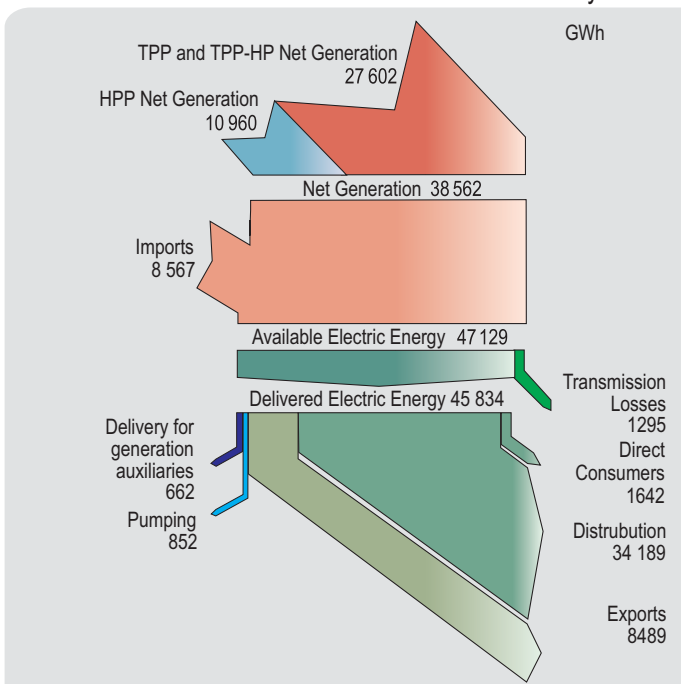 GWh
TPP and TPP-HP Net Generation
27 602
HPP Net Generation
10 960
Net Generation 38 562
Imports
8 567
Available Electric Energy 47 129
Transmission
Losses
1295
Delivered Electric Energy 45 834
Delivery for
generation
auxiliaries
662
Pumping
852
Direct
Consumers
1642
Distrubution
34 189
Exports
8489